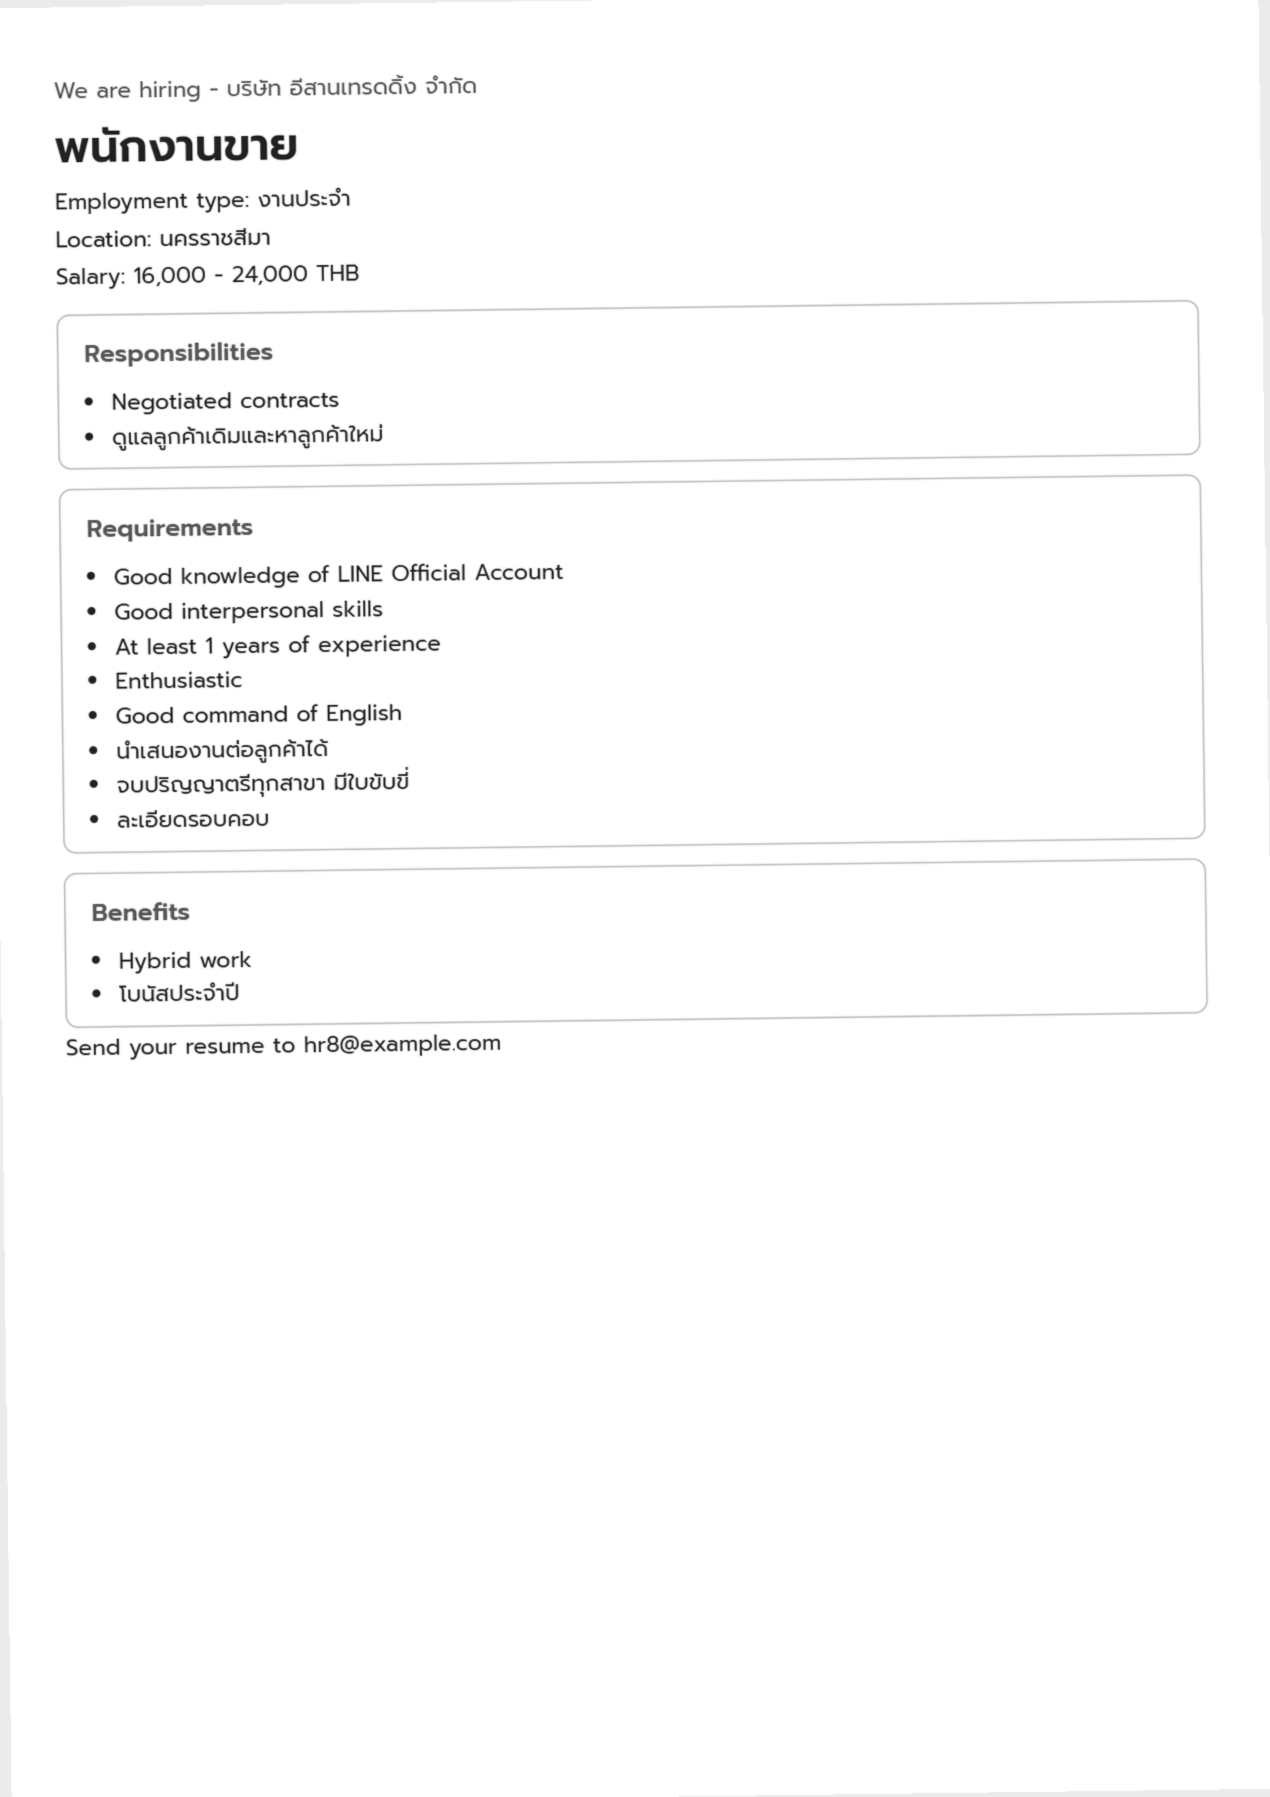 We are hiring - บริษัท อีสานเทรดดิ้ง จำกัด
พนักงานขาย
Employment type: งานประจำ
Location: นครราชสีมา
Salary: 16,000 - 24,000 THB
Responsibilities
• Negotiated contracts
• ดูแลลูกค้าเดิมและหาลูกค้าใหม่
Requirements
• Good knowledge of LINE Official Account
• Good interpersonal skills
• At least 1 years of experience
• Enthusiastic
• Good command of English
• นำเสนองานต่อลูกค้าได้
• จบปริญญาตรีทุกสาขา มีใบขับขี่
• ละเอียดรอบคอบ
Benefits
• Hybrid work
• โบนัสประจำปี
Send your resume to hr8@example.com